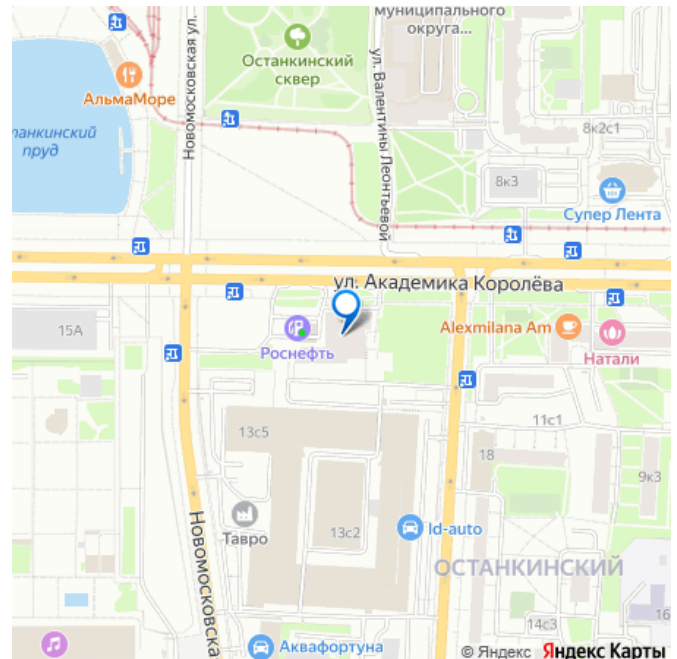 муниципального
округа...
Новомосковская ул.
Останкинский
сквер
ул. Валентины Леонтьевой
АльмаМоре
танкинский
пруд
8к2с1
8к3
Супер Лента
ул. Академика Королёва
15А
Роснефть
Alexmilana Am
Натали
13с5
11с1
18
9к3
Новомосковска
Тавро
13с2
Id-auto
ОСТАНКИНСКИЙ
14с3
16
Аквафортуна
© Яндекс Яндекс Карты